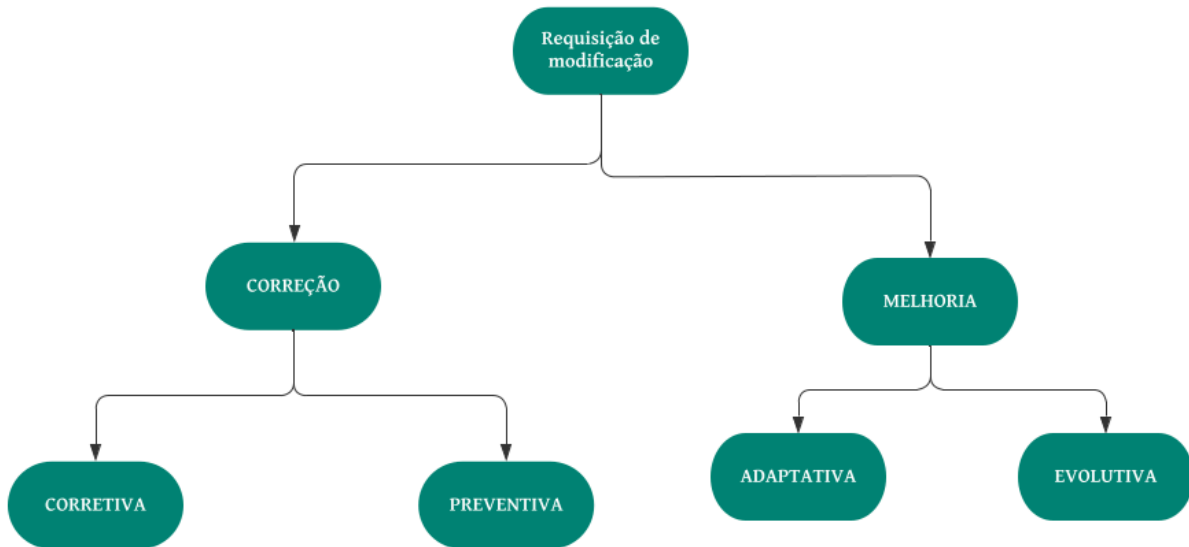 Requisição de
modificação
CORREÇÃO
MELHORIA
CORRETIVA
PREVENTIVA
ADAPTATIVA
EVOLUTIVA